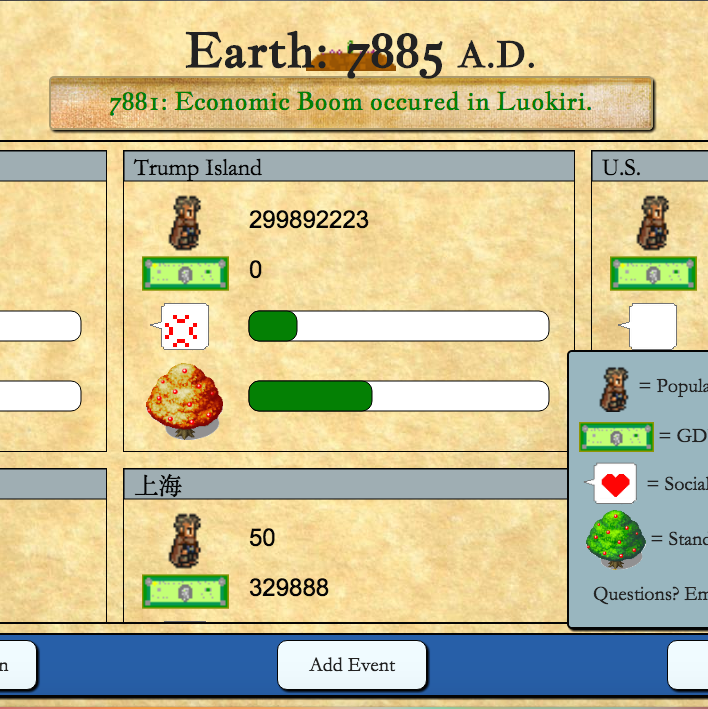 Earth: 7885 A.D.
7881: Economic Boom occured in Luokiri.
Trump Island
U.S.
299892223
0
= Popula
= GD
= Social
= Stand
Questions? Em
上海
50
329888
n
Add Event